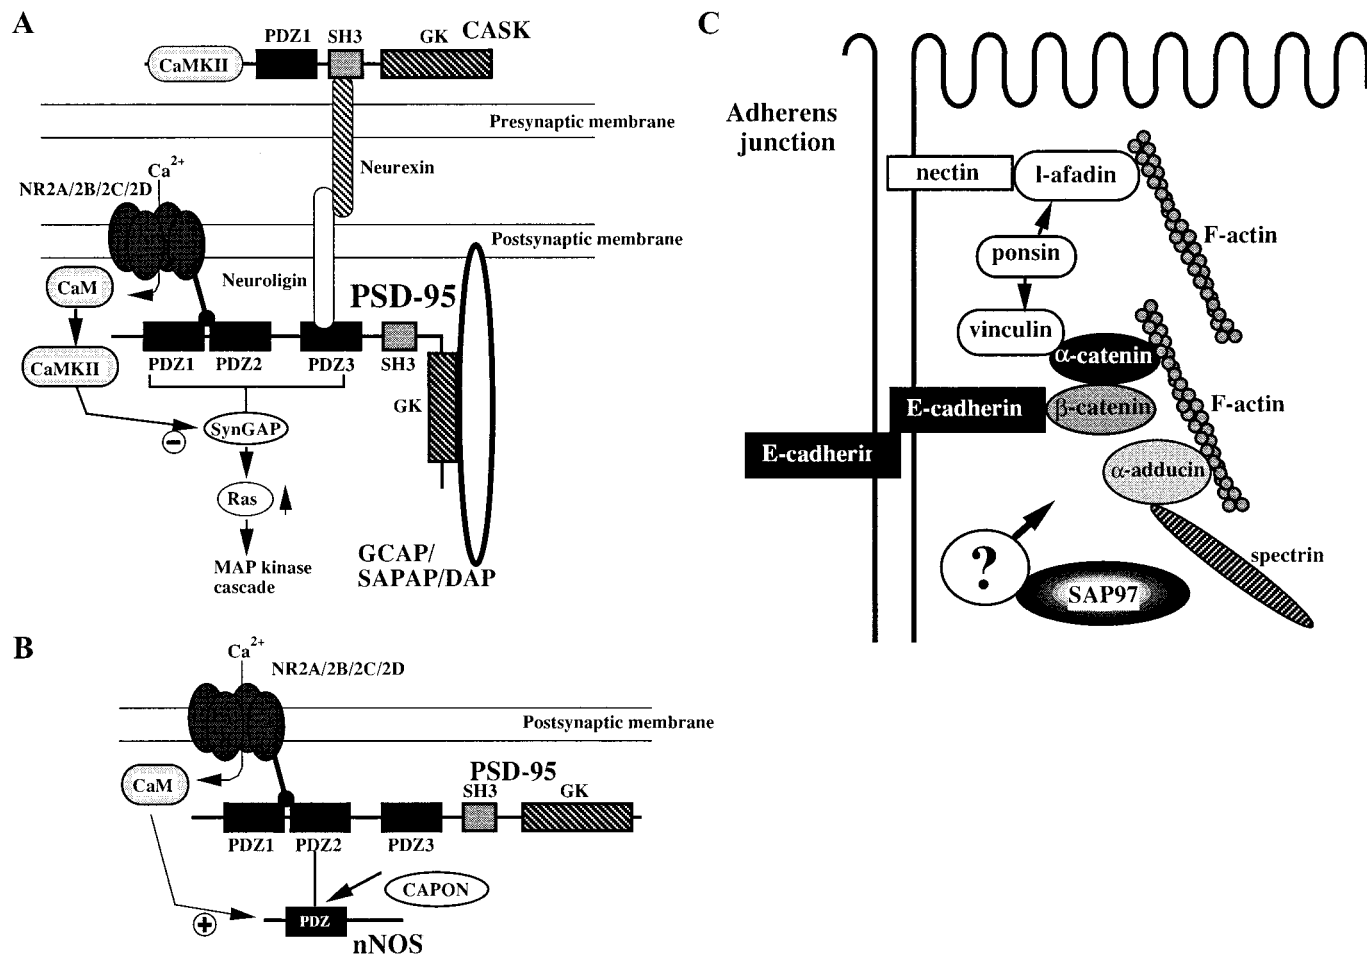 A
PDZ1
SH3
GK
CASK
CaMKII
Presynaptic membrane
Neurexin
Ca2+
NR2A/2B/2C/2D
Postsynaptic membrane
CaM
Neuroligin
PSD-95
CaMKII
PDZ1
PDZ2
PDZ3
SH3
GK
−
SynGAP
Ras
MAP kinase
cascade
GCAP/
SAPAP/DAP
B
Ca2+
NR2A/2B/2C/2D
Postsynaptic membrane
CaM
PSD-95
SH3
GK
PDZ1
PDZ2
PDZ3
CAPON
+
PDZ
nNOS
C
Adherens
junction
nectin
l-afadin
F-actin
ponsin
vinculin
α-catenin
E-cadherin
β-catenin
F-actin
E-cadherin
α-adducin
?
spectrin
SAP97